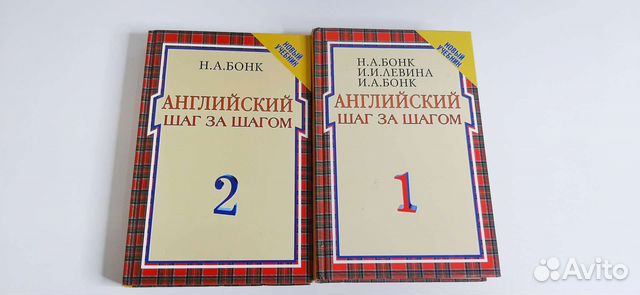 НОВЫЙ
УЧЕБНИК
Н.А.БОНК
АНГЛИЙСКИЙ
ШАГ ЗА ШАГОМ
2
НОВЫЙ
УЧЕБНИК
Н.А.БОНК
И.И.ЛЕВИНА
И.А.БОНК
АНГЛИЙСКИЙ
ШАГ ЗА ШАГОМ
1
Avito